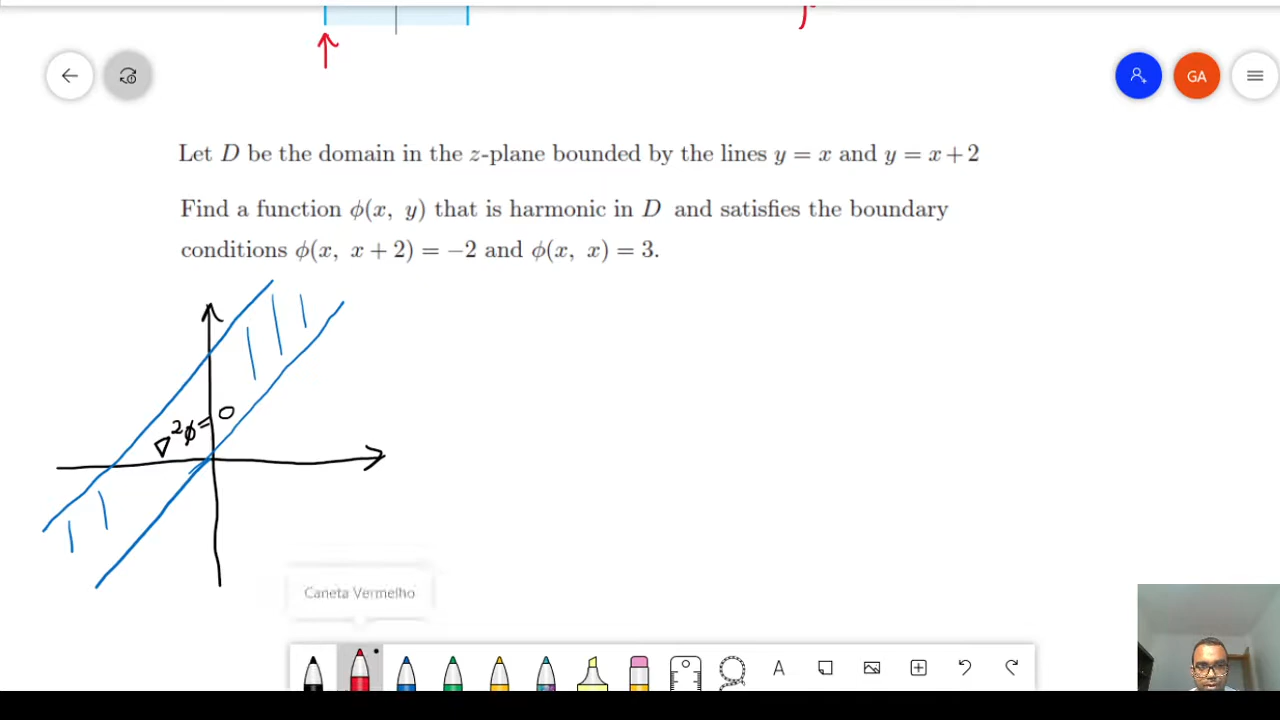 GA
Let D be the domain in the z-plane bounded by the lines y = x and y = x + 2
Find a function ϕ(x, y) that is harmonic in D and satisfies the boundary
conditions ϕ(x, x + 2) = −2 and ϕ(x, x) = 3.
∇²ϕ = 0
Caneta Vermelho
A